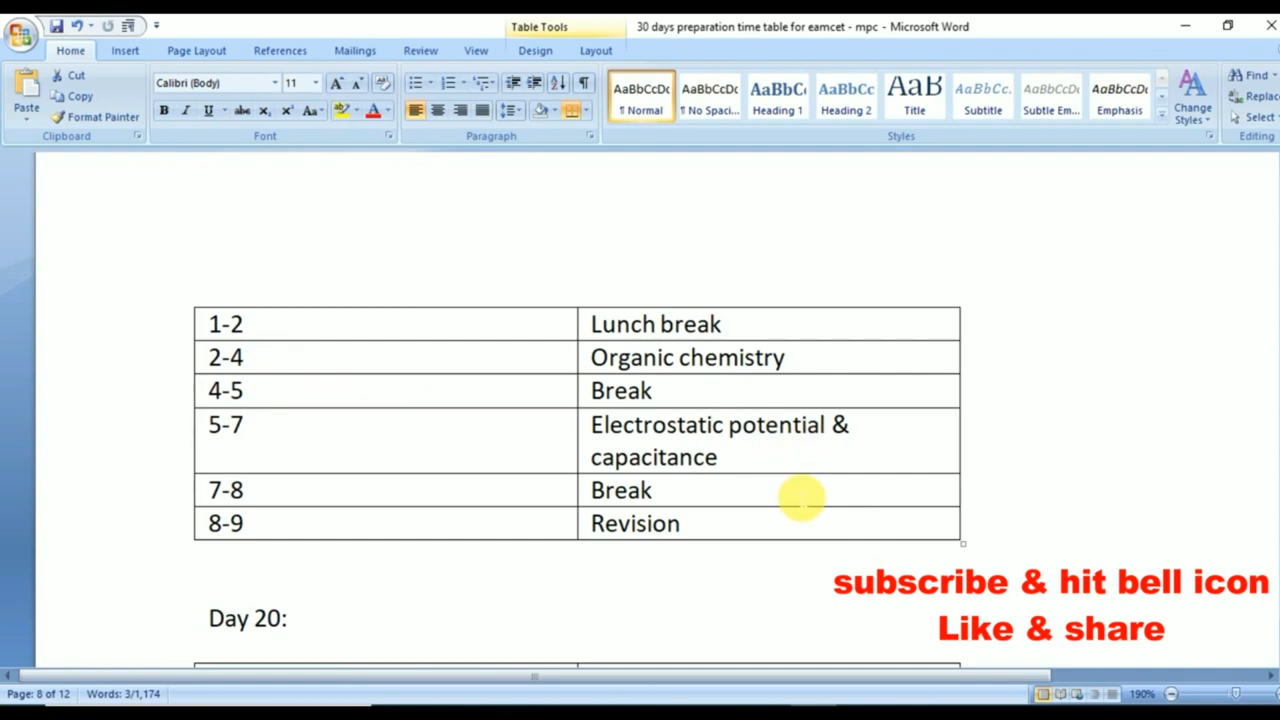 Table Tools
30 days preparation time table for eamcet - mpc - Microsoft Word
Home Insert Page Layout References Mailings Review View Design Layout
Cut
Copy
Format Painter
Paste
Clipboard
Calibri (Body) 11
Font
Paragraph
AaBbCcDc AaBbCcDc AaBbC AaBbCc AaB AaBbCc. AaBbCcDc AaBbCcDc
¶ Normal ¶ No Spaci... Heading 1 Heading 2 Title Subtitle Subtle Em... Emphasis
Change
Styles
Styles
Find
Replac
Select
Editing
1-2 Lunch break
2-4 Organic chemistry
4-5 Break
5-7 Electrostatic potential &
capacitance
7-8 Break
8-9 Revision
subscribe & hit bell icon
Day 20:
Like & share
Page: 8 of 12 Words: 3/1,174 190%